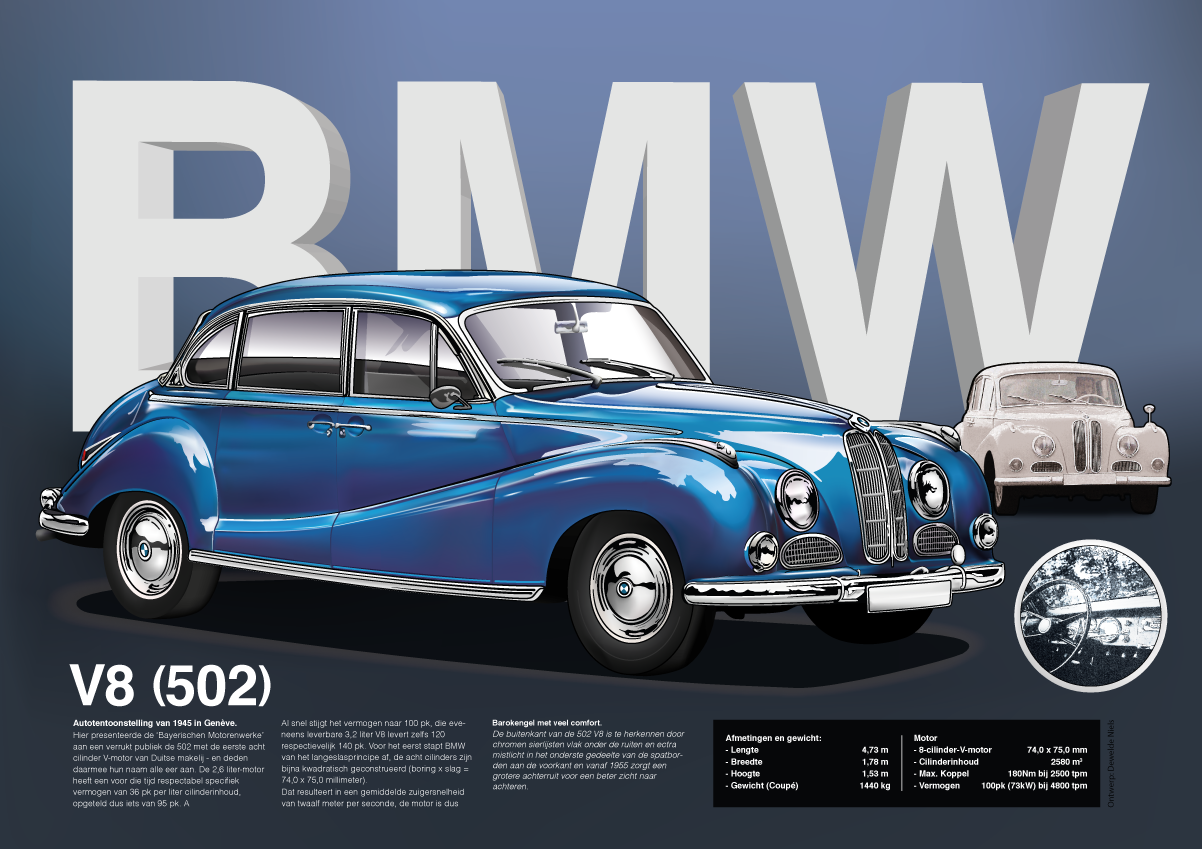 BMW
V8 (502)
Autotentoonstelling van 1945 in Genève.
Hier presenteerde de 'Bayerischen Motorenwerke'
aan een verrukt publiek de 502 met de eerste acht
cilinder V-motor van Duitse makelij - en deden
daarmee hun naam alle eer aan. De 2,6 liter-motor
heeft een voor die tijd respectabel specifiek
vermogen van 36 pk per liter cilinderinhoud,
opgeteld dus iets van 95 pk. A
Al snel stijgt het vermogen naar 100 pk, die eve-
neens leverbare 3,2 liter V8 levert zelfs 120
respectievelijk 140 pk. Voor het eerst stapt BMW
van het langeslasprincipe af, de acht cilinders zijn
bijna kwadratisch geconstrueerd (boring x slag =
74,0 x 75,0 millimeter).
Dat resulteert in een gemiddelde zuigersnelheid
van twaalf meter per seconde, de motor is dus
Barokengel met veel comfort.
De buitenkant van de 502 V8 is te herkennen door
chromen sierlijsten vlak onder de ruiten en ectra
mistlicht in het onderste gedeelte van de spatbor-
den aan de voorkant en vanaf 1955 zorgt een
grotere achterruit voor een beter zicht naar
achteren.
Afmetingen en gewicht:
- Lengte 4,73 m
- Breedte 1,78 m
- Hoogte 1,53 m
- Gewicht (Coupé) 1440 kg
Motor
- 8-cilinder-V-motor 74,0 x 75,0 mm
- Cilinderinhoud 2580 m³
- Max. Koppel 180Nm bij 2500 tpm
- Vermogen 100pk (73kW) bij 4800 tpm
Ontwerp: Dewelde Niels